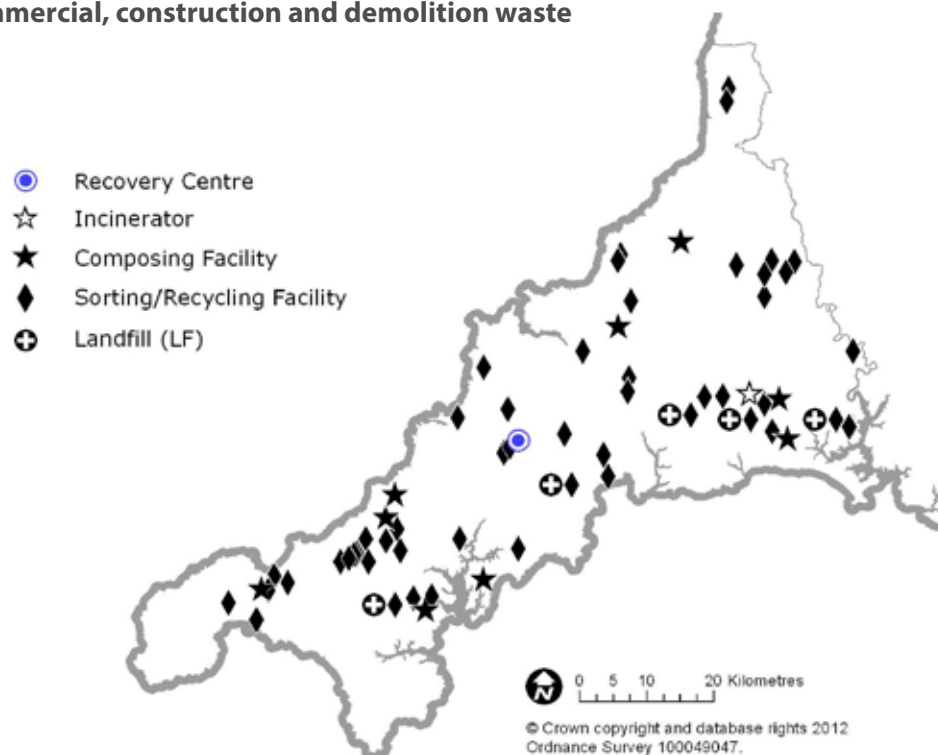 mercial, construction and demolition waste
Recovery Centre
Incinerator
Composing Facility
Sorting/Recycling Facility
Landfill (LF)
N
0 5 10 20 Kilometres
© Crown copyright and database rights 2012
Ordnance Survey 100049047.